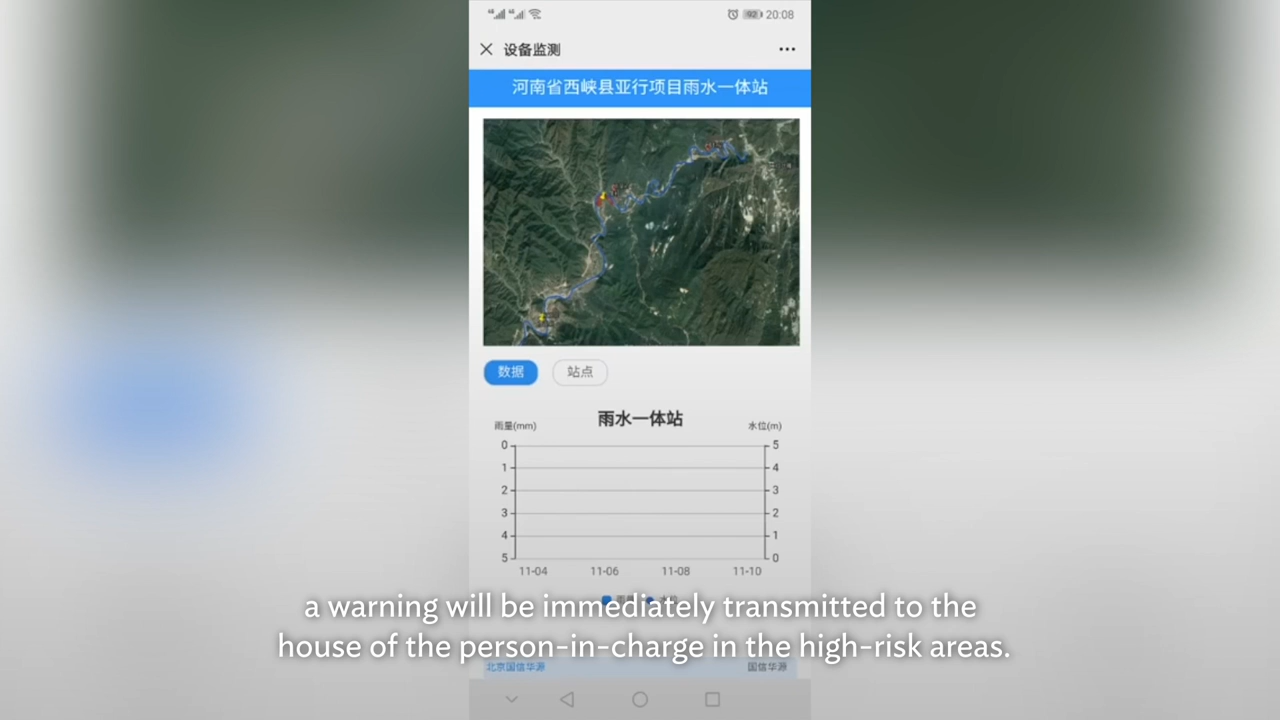 92 20:08
设备监测
河南省西峡县亚行项目雨水一体站
数据 站点
雨水一体站
雨量(mm) 水位(m)
0 5
1 4
2 3
3 2
4 1
5 0
11-04 11-06 11-08 11-10
a warning will be immediately transmitted to the
house of the person-in-charge in the high-risk areas.
北京国信华源 国信华源